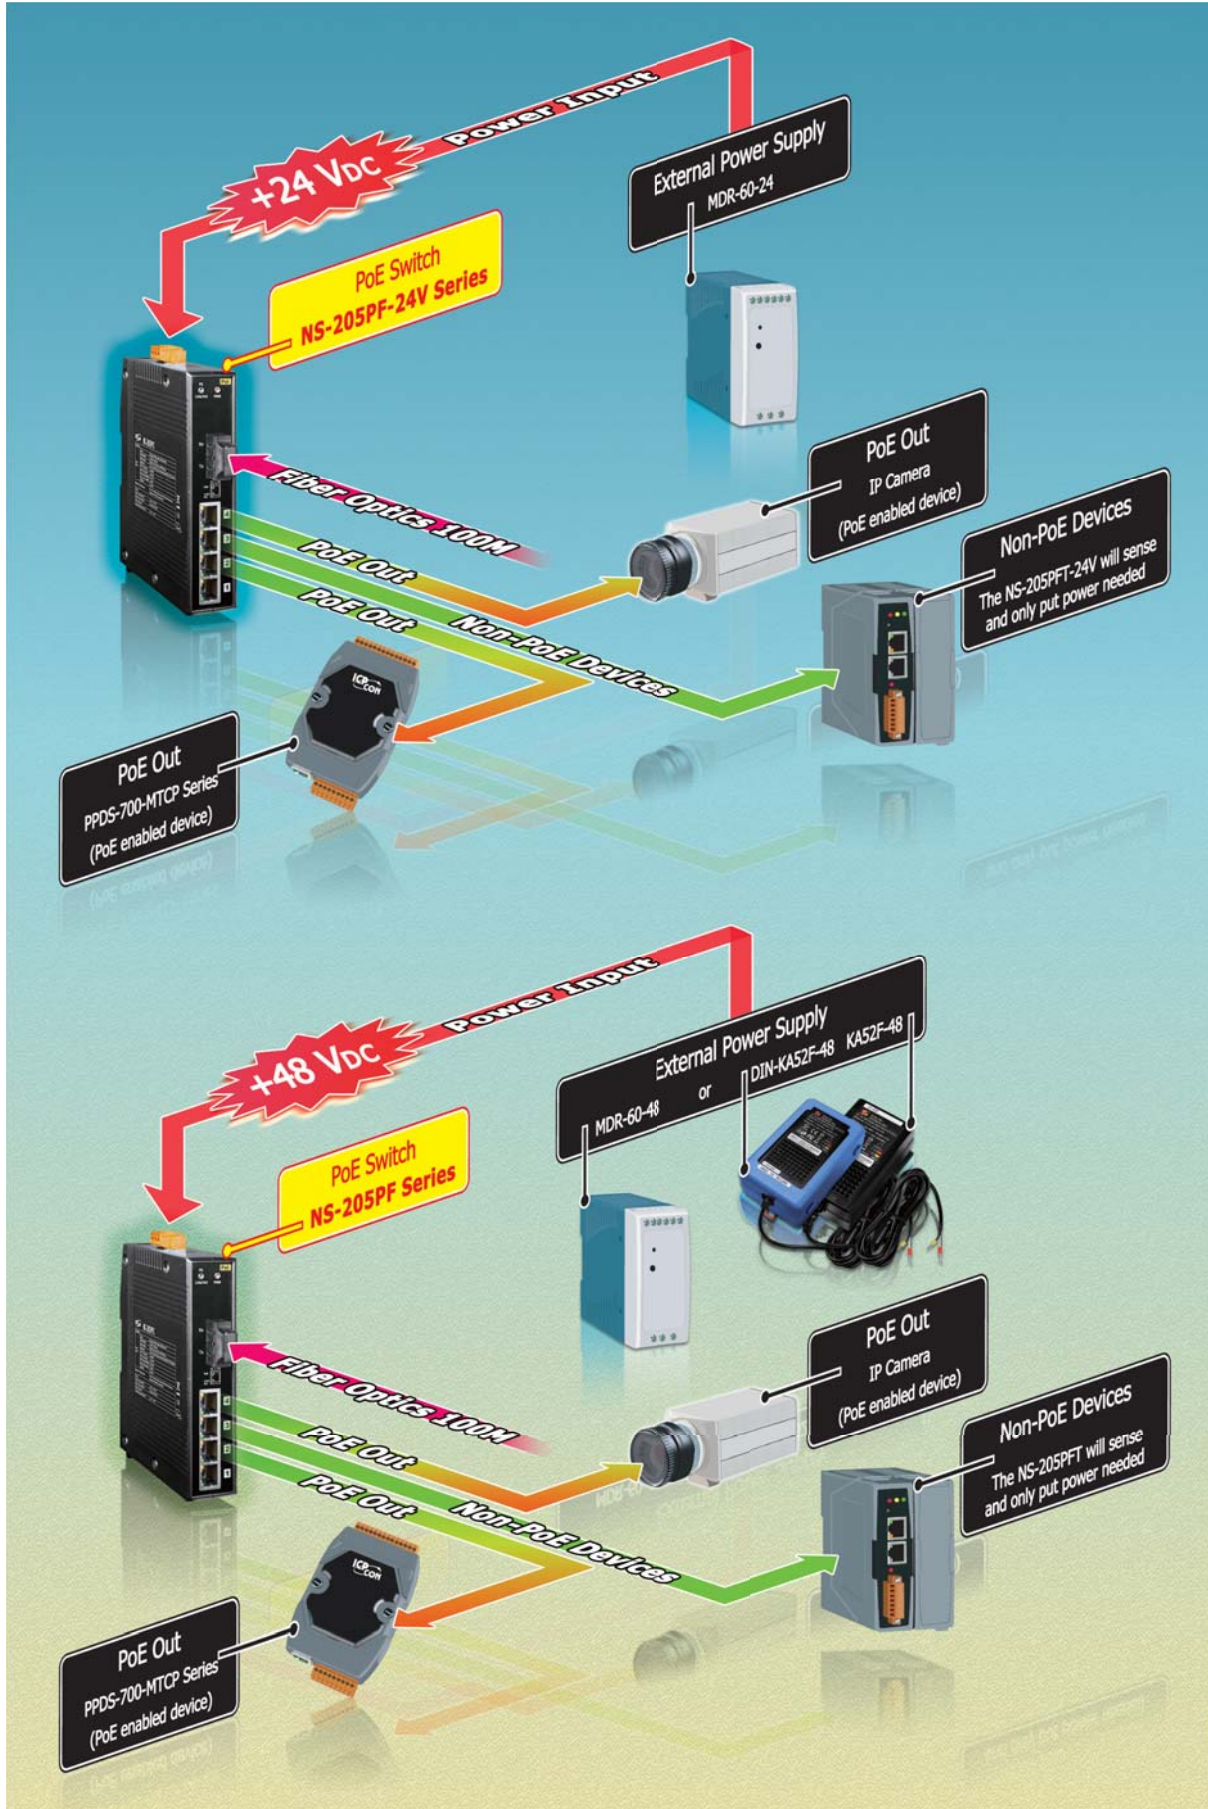 Power Input
+24 VDC
External Power Supply
MDR-60-24
PoE Switch
NS-205PF-24V Series
PoE
Fiber Optics 100M
PoE Out
IP Camera
(PoE enabled device)
Non-PoE Devices
The NS-205PFT-24V will sense
and only put power needed
PoE Out
PoE Out
Non-PoE Devices
ICP
CON
PoE Out
PPDS-700-MTCP Series
(PoE enabled device)
Power Input
+48 VDC
External Power Supply
MDR-60-48 or DIN-KA52F-48 KA52F-48
PoE Switch
NS-205PF Series
PoE
Fiber Optics 100M
PoE Out
IP Camera
(PoE enabled device)
Non-PoE Devices
The NS-205PFT will sense
and only put power needed
PoE Out
PoE Out
Non-PoE Devices
ICP
CON
PoE Out
PPDS-700-MTCP Series
(PoE enabled device)